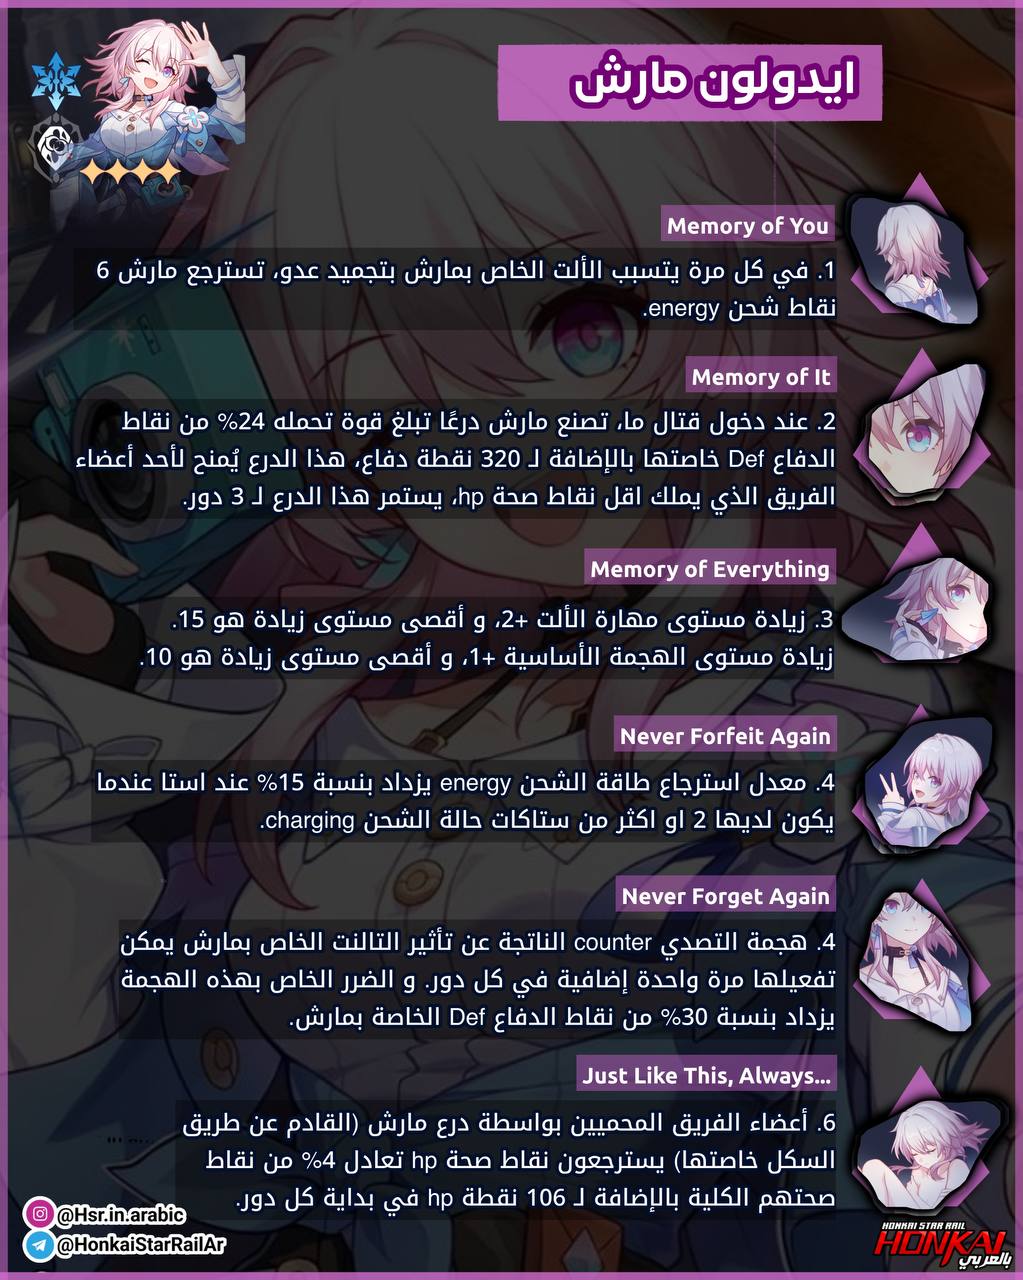 ايدولون مارش
Memory of You
1. في كل مرة يتسبب الألت الخاص بمارش بتجميد عدو، تسترجع مارش 6
نقاط شحن energy.
Memory of It
2. عند دخول قتال ما، تصنع مارش درعًا تبلغ قوة تحمله 24% من نقاط
الدفاع Def خاصتها بالإضافة لـ 320 نقطة دفاع، هذا الدرع يُمنح لأحد أعضاء
الفريق الذي يملك اقل نقاط صحة hp، يستمر هذا الدرع لـ 3 دور.
Memory of Everything
3. زيادة مستوى مهارة الألت +2، و أقصى مستوى زيادة هو 15.
زيادة مستوى الهجمة الأساسية +1، و أقصى مستوى زيادة هو 10.
Never Forfeit Again
4. معدل استرجاع طاقة الشحن energy يزداد بنسبة 15% عند استا عندما
يكون لديها 2 او اكثر من ستاكات حالة الشحن charging.
Never Forget Again
4. هجمة التصدي counter الناتجة عن تأثير التالنت الخاص بمارش يمكن
تفعيلها مرة واحدة إضافية في كل دور. و الضرر الخاص بهذه الهجمة
يزداد بنسبة 30% من نقاط الدفاع Def الخاصة بمارش.
Just Like This, Always...
6. أعضاء الفريق المحميين بواسطة درع مارش (القادم عن طريق
السكل خاصتها) يسترجعون نقاط صحة hp تعادل 4% من نقاط
صحتهم الكلية بالإضافة لـ 106 نقطة hp في بداية كل دور.
@Hsr.in.arabic
@HonkaiStarRailAr
HONKAI STAR RAIL
HONKAI
بالعربي